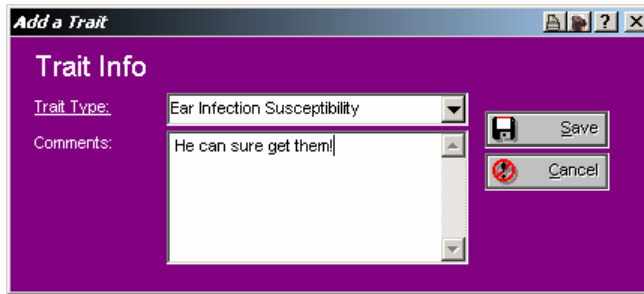 Add a Trait
Trait Info
Trait Type:
Ear Infection Susceptibility
Comments:
He can sure get them!
Save
Cancel